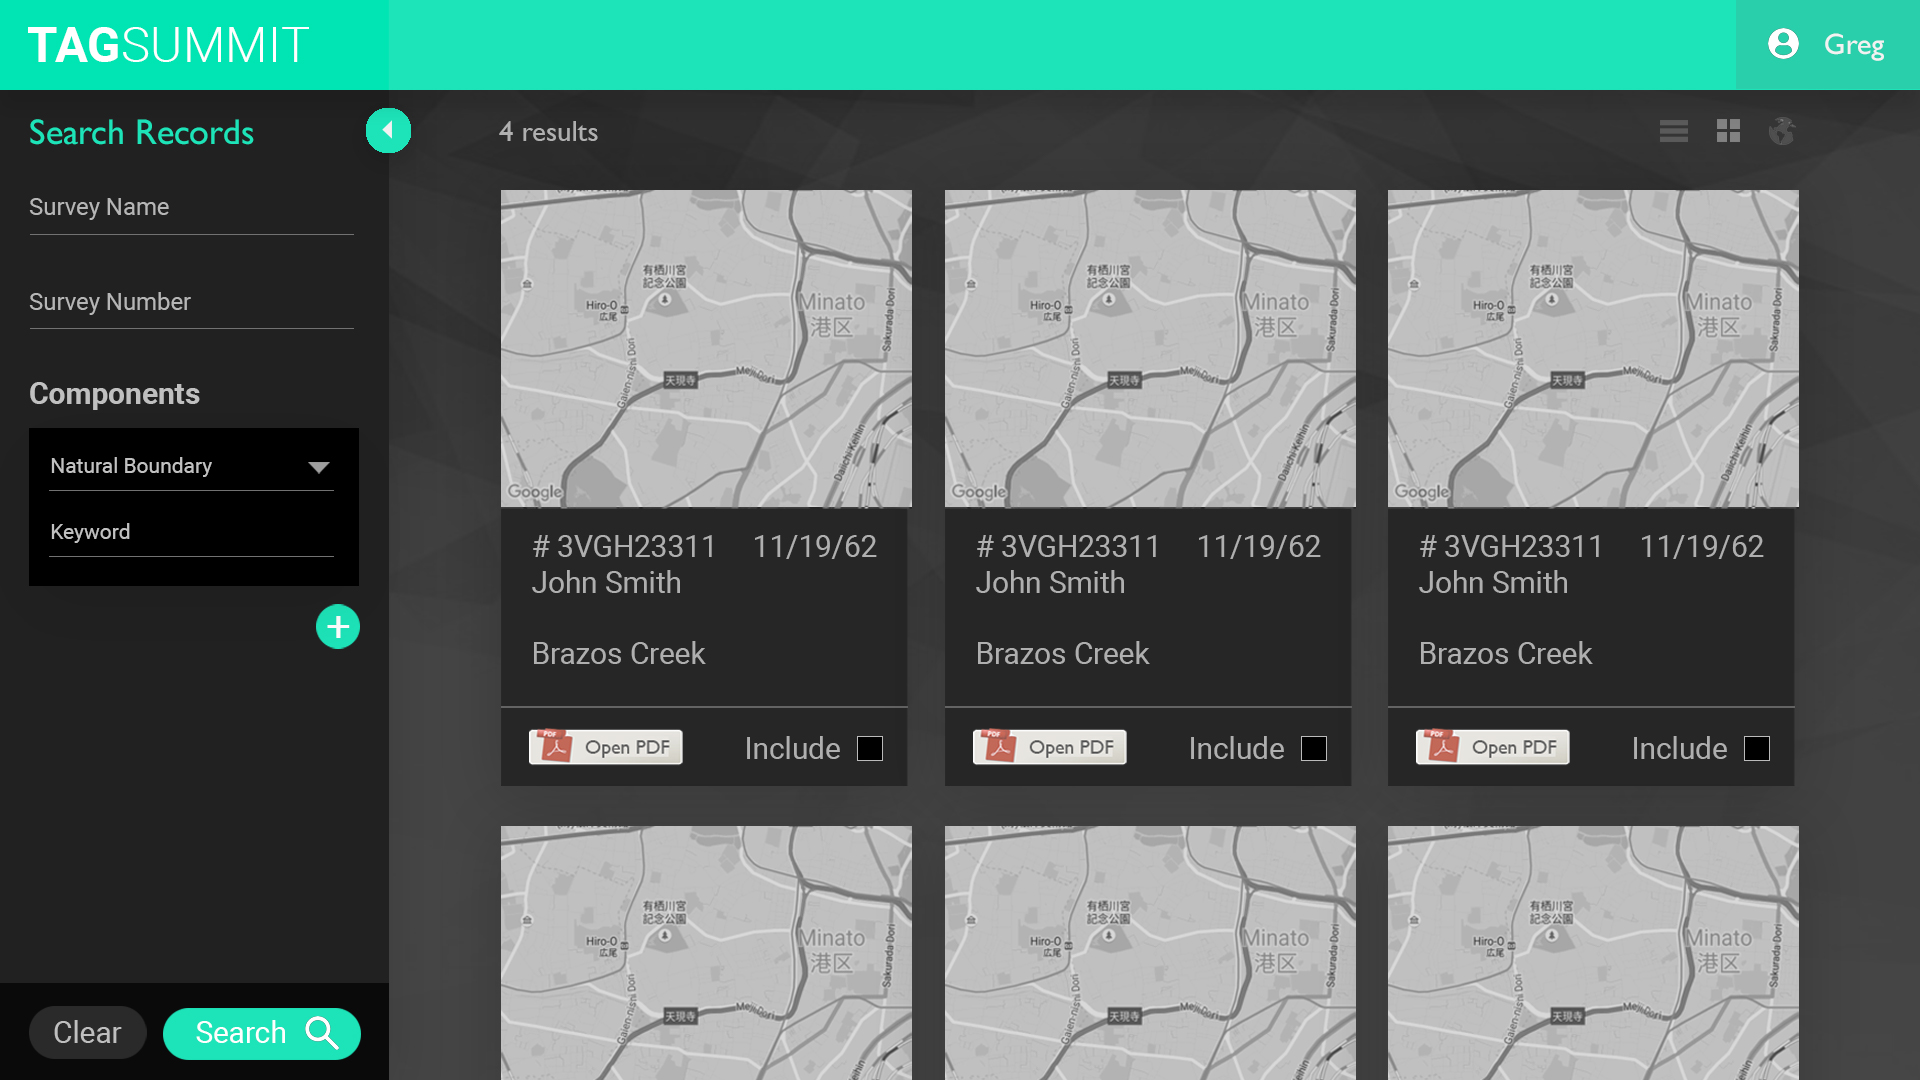 TAGSUMMIT
Greg
Search Records
4 results
Survey Name
Survey Number
Components
Natural Boundary
Keyword
Clear
Search
有栖川宮
記念公園
Hiro-O
広尾
Minato
港区
Sakurada Dori
Gaien-nishi Dori
天現寺
Meiji Dori
Daiichi Keihin
Google
# 3VGH23311 11/19/62
John Smith
Brazos Creek
PDF
Open PDF
Include
有栖川宮
記念公園
Hiro-O
広尾
Minato
港区
Sakurada Dori
Gaien-nishi Dori
天現寺
Meiji Dori
Daiichi Keihin
Google
# 3VGH23311 11/19/62
John Smith
Brazos Creek
PDF
Open PDF
Include
有栖川宮
記念公園
Hiro-O
広尾
Minato
港区
Sakurada Dori
Gaien-nishi Dori
天現寺
Meiji Dori
Daiichi Keihin
Google
# 3VGH23311 11/19/62
John Smith
Brazos Creek
PDF
Open PDF
Include
有栖川宮
記念公園
Hiro-O
広尾
Minato
港区
Sakurada Dori
Gaien-nishi Dori
天現寺
Meiji Dori
有栖川宮
記念公園
Hiro-O
広尾
Minato
港区
Sakurada Dori
Gaien-nishi Dori
天現寺
Meiji Dori
有栖川宮
記念公園
Hiro-O
広尾
Minato
港区
Sakurada Dori
Gaien-nishi Dori
天現寺
Meiji Dori